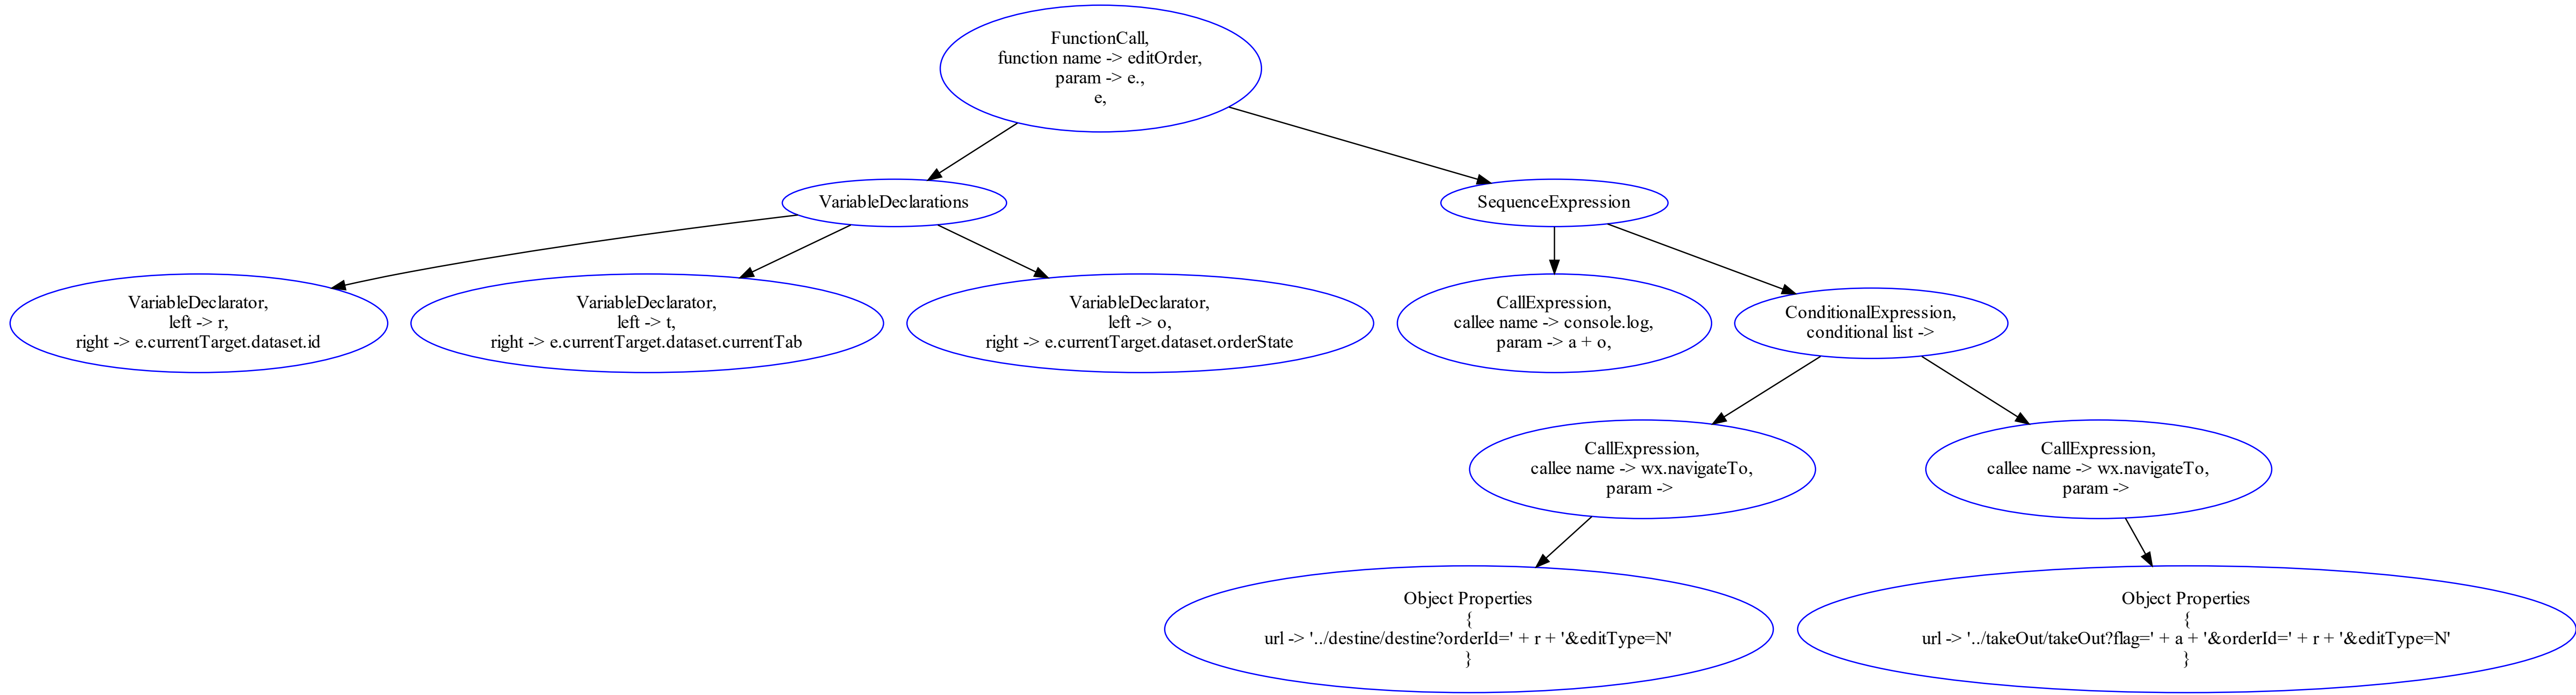 FunctionCall,
function name -> editOrder,
param -> e.,
e,
VariableDeclarations
SequenceExpression
VariableDeclarator,
left -> r,
right -> e.currentTarget.dataset.id
VariableDeclarator,
left -> t,
right -> e.currentTarget.dataset.currentTab
VariableDeclarator,
left -> o,
right -> e.currentTarget.dataset.orderState
CallExpression,
callee name -> console.log,
param -> a + o,
ConditionalExpression,
conditional list ->
CallExpression,
callee name -> wx.navigateTo,
param ->
CallExpression,
callee name -> wx.navigateTo,
param ->
Object Properties
{
url -> '../destine/destine?orderId=' + r + '&editType=N'
}
Object Properties
{
url -> '../takeOut/takeOut?flag=' + a + '&orderId=' + r + '&editType=N'
}